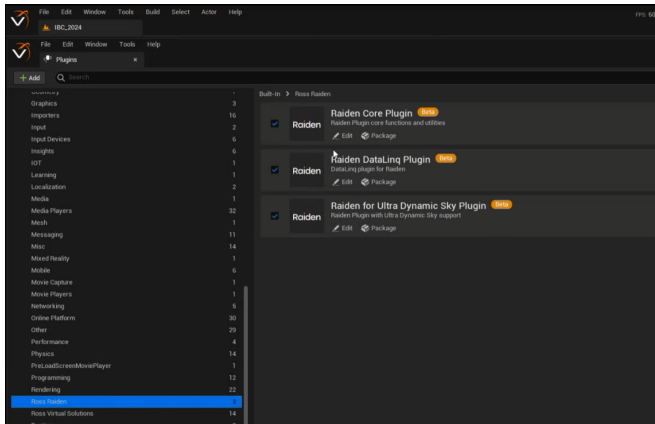 File Edit Window Tools Build Select Actor Help
FPS: 60
IBC_2024
File Edit Window Tools Help
Plugins ×
+ Add Search
Geometry
Built-In > Ross Raiden
Graphics 3
Importers 16
Input 2
Input Devices 6
Insights 6
IOT 1
Learning 1
Localization 2
Media 1
Media Players 32
Mesh 1
Messaging 11
Misc 14
Mixed Reality 1
Mobile 6
Movie Capture 1
Movie Players 1
Networking 5
Online Platform 30
Other 29
Performance 4
Physics 14
PreLoadScreenMoviePlayer 1
Programming 12
Rendering 22
Ross Raiden 3
Ross Virtual Solutions 14
Raiden
Raiden Core Plugin Beta
Raiden Plugin core functions and utilities
Edit Package
Raiden
Raiden DataLinq Plugin Beta
DataLinq plugin for Raiden
Edit Package
Raiden
Raiden for Ultra Dynamic Sky Plugin Beta
Raiden Plugin with Ultra Dynamic Sky support
Edit Package